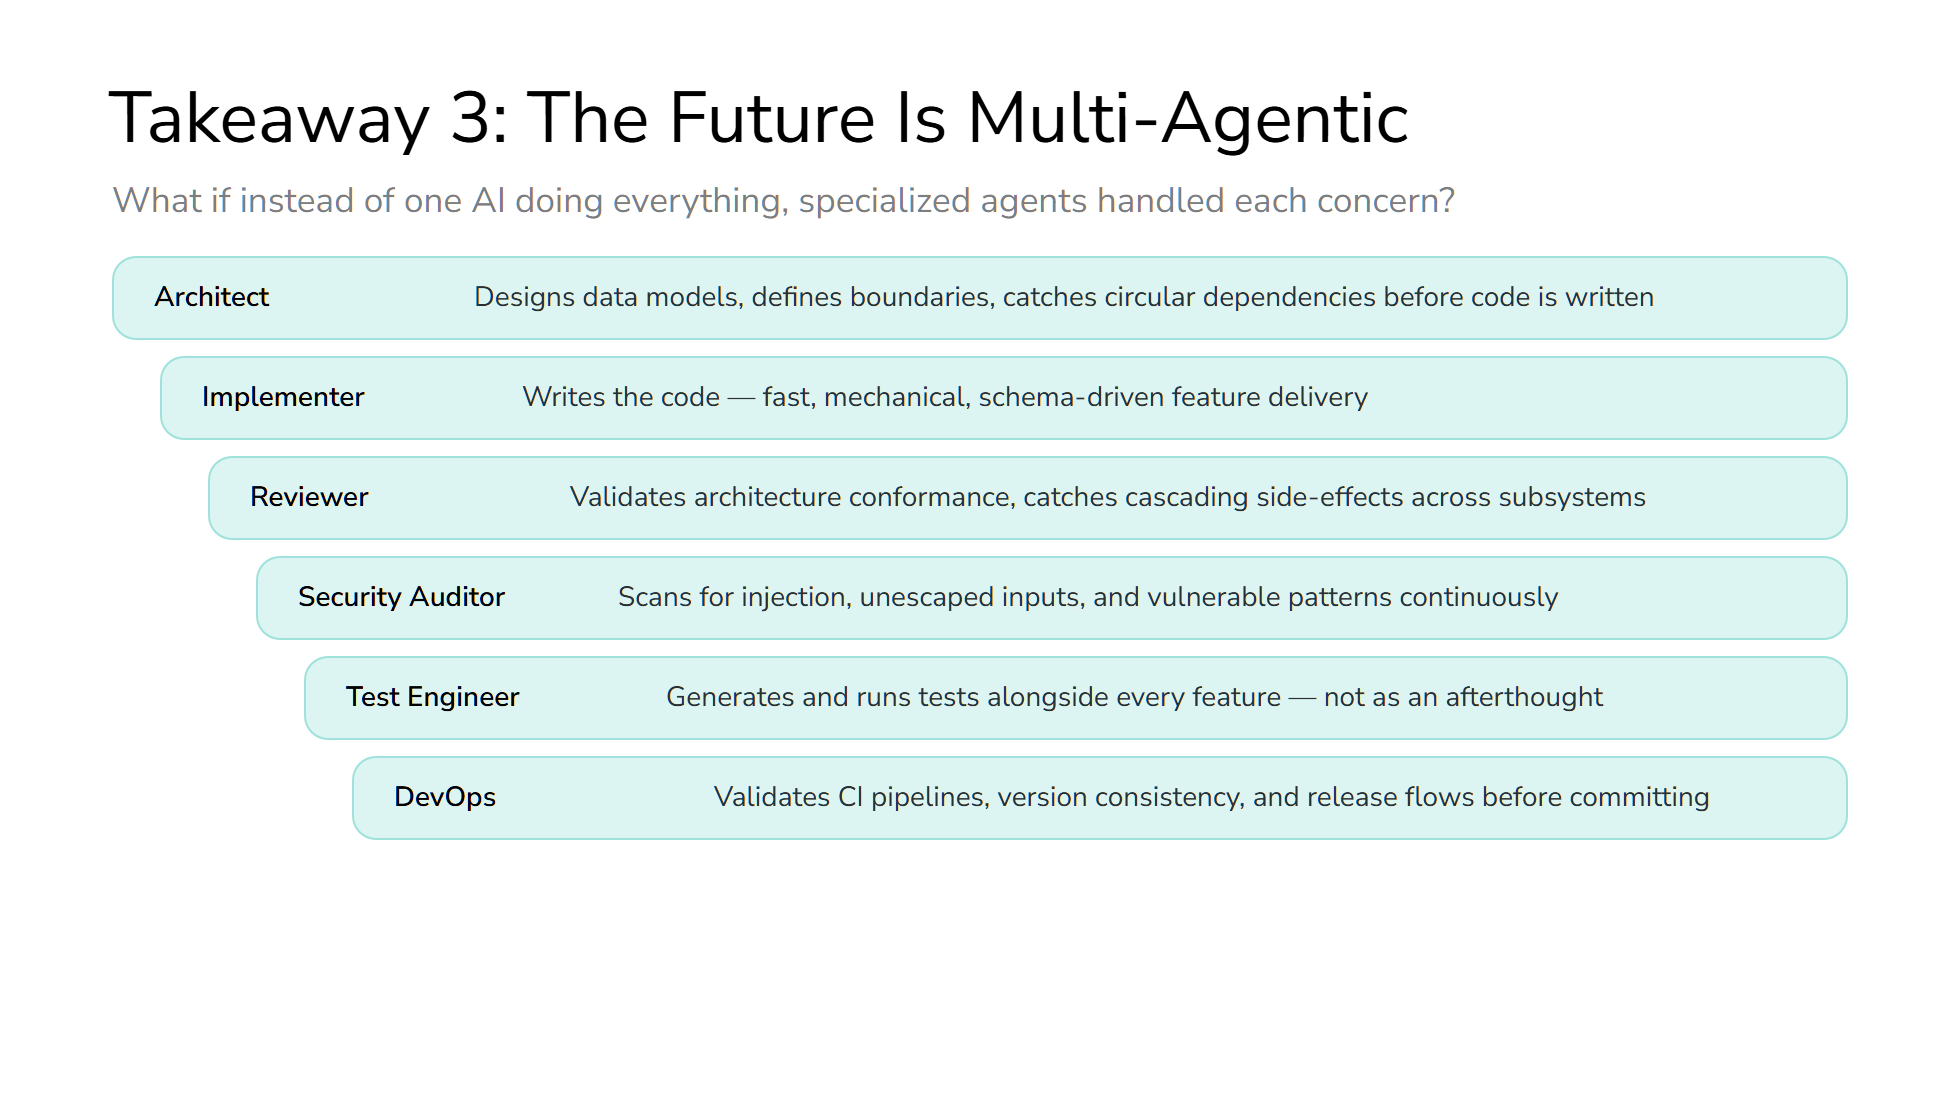 Takeaway 3: The Future Is Multi-Agentic
What if instead of one AI doing everything, specialized agents handled each concern?
Architect Designs data models, defines boundaries, catches circular dependencies before code is written
Implementer Writes the code — fast, mechanical, schema-driven feature delivery
Reviewer Validates architecture conformance, catches cascading side-effects across subsystems
Security Auditor Scans for injection, unescaped inputs, and vulnerable patterns continuously
Test Engineer Generates and runs tests alongside every feature — not as an afterthought
DevOps Validates CI pipelines, version consistency, and release flows before committing